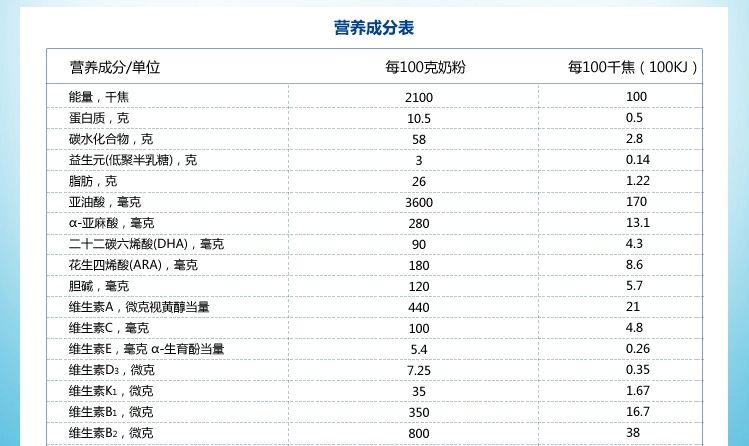 营养成分表
营养成分/单位 每100克奶粉 每100千焦（100KJ）
能量，千焦 2100 100
蛋白质，克 10.5 0.5
碳水化合物，克 58 2.8
益生元(低聚半乳糖)，克 3 0.14
脂肪，克 26 1.22
亚油酸，毫克 3600 170
α-亚麻酸，毫克 280 13.1
二十二碳六烯酸(DHA)，毫克 90 4.3
花生四烯酸(ARA)，毫克 180 8.6
胆碱，毫克 120 5.7
维生素A，微克视黄醇当量 440 21
维生素C，毫克 100 4.8
维生素E，毫克 α-生育酚当量 5.4 0.26
维生素D₃，微克 7.25 0.35
维生素K₁，微克 35 1.67
维生素B₁，微克 350 16.7
维生素B₂，微克 800 38